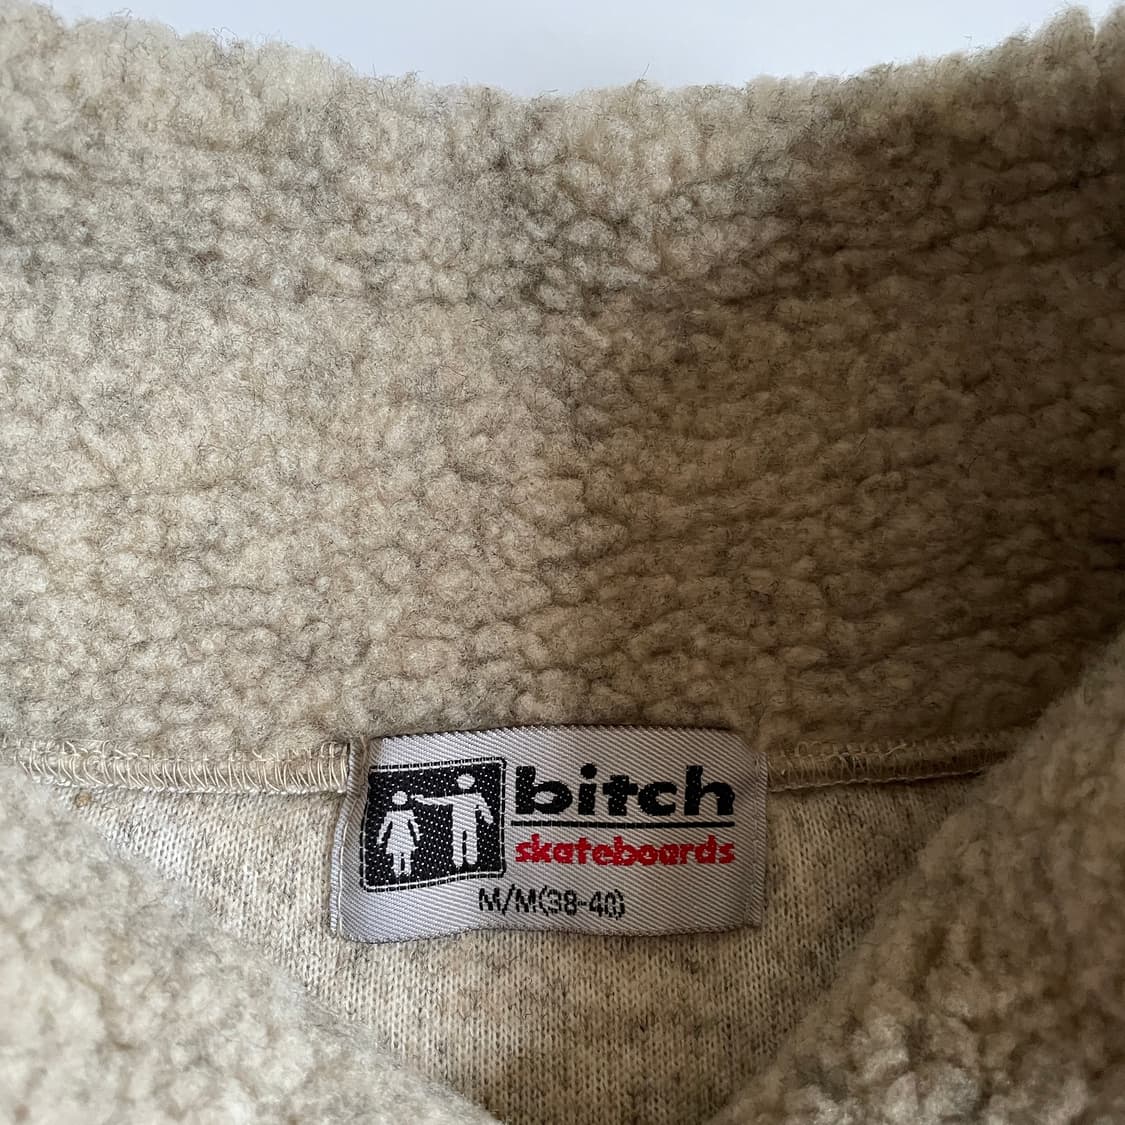 bitch
skateboards
M/M(38-40)